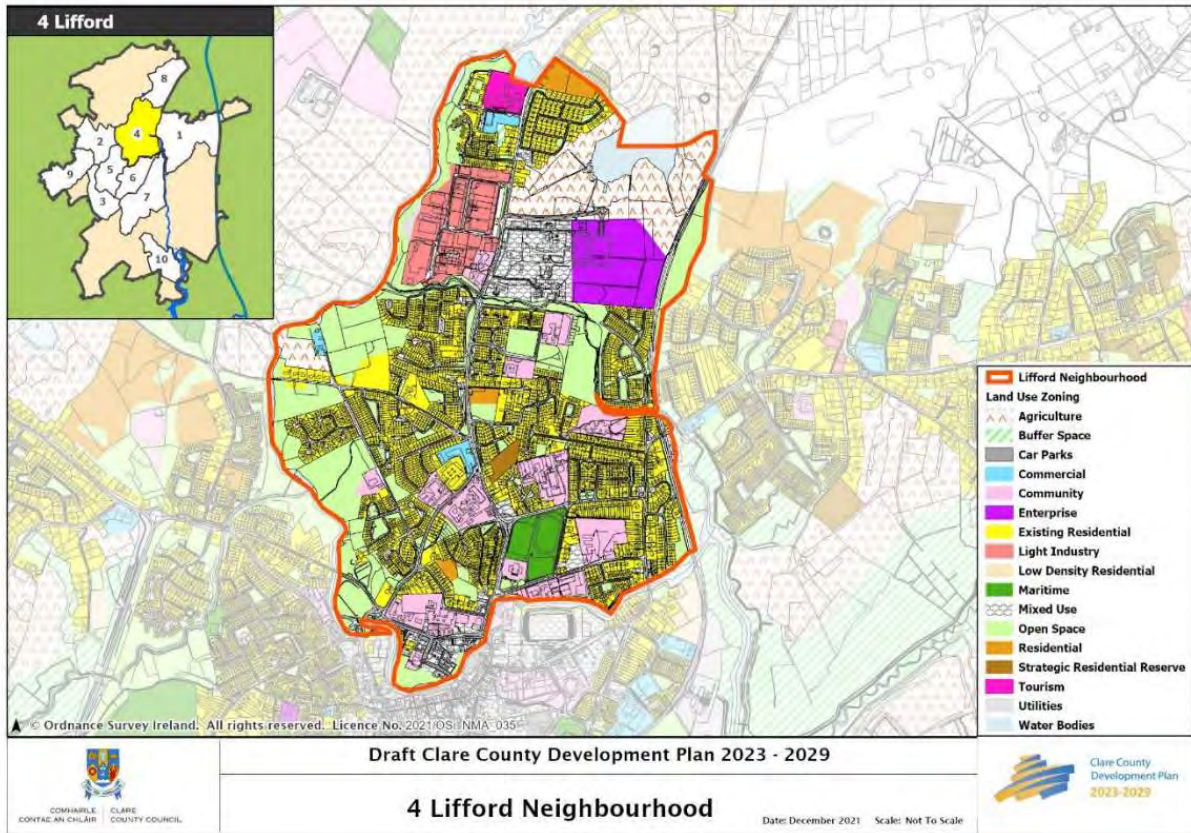 4 Lifford
8
4
1
2
9
5
6
3
7
10
Lifford Neighbourhood
Land Use Zoning
Agriculture
Buffer Space
Car Parks
Commercial
Community
Enterprise
Existing Residential
Light Industry
Low Density Residential
Maritime
Mixed Use
Open Space
Residential
Strategic Residential Reserve
Tourism
Utilities
Water Bodies
© Ordnance Survey Ireland. All rights reserved. Licence No. 2021/OSi_NMA_035
COMHAIRLE CONTAE AN CHLÁIR
CLARE COUNTY COUNCIL
Draft Clare County Development Plan 2023 - 2029
4 Lifford Neighbourhood
Date: December 2021 Scale: Not To Scale
Clare County
Development Plan
2023-2029